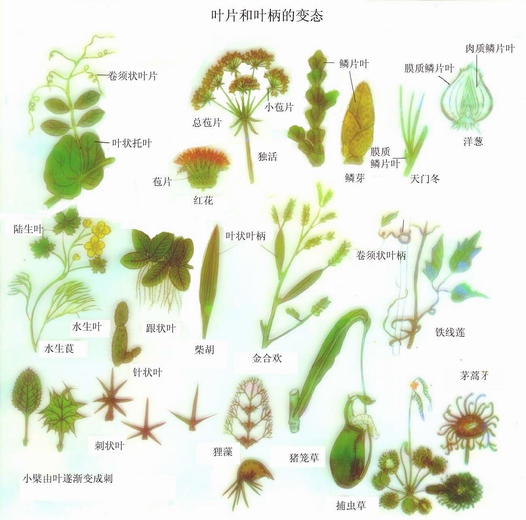 叶片和叶柄的变态
卷须状叶片
叶状托叶
总苞片
小苞片
独活
苞片
红花
鳞片叶
鳞芽
膜质
鳞片叶
天门冬
肉质鳞片叶
膜质鳞片叶
洋葱
陆生叶
水生叶
水生莨
跟状叶
针状叶
叶状叶柄
柴胡
金合欢
卷须状叶柄
铁线莲
刺状叶
小檗由叶逐渐变成刺
狸藻
猪笼草
捕虫草
茅蒿芽